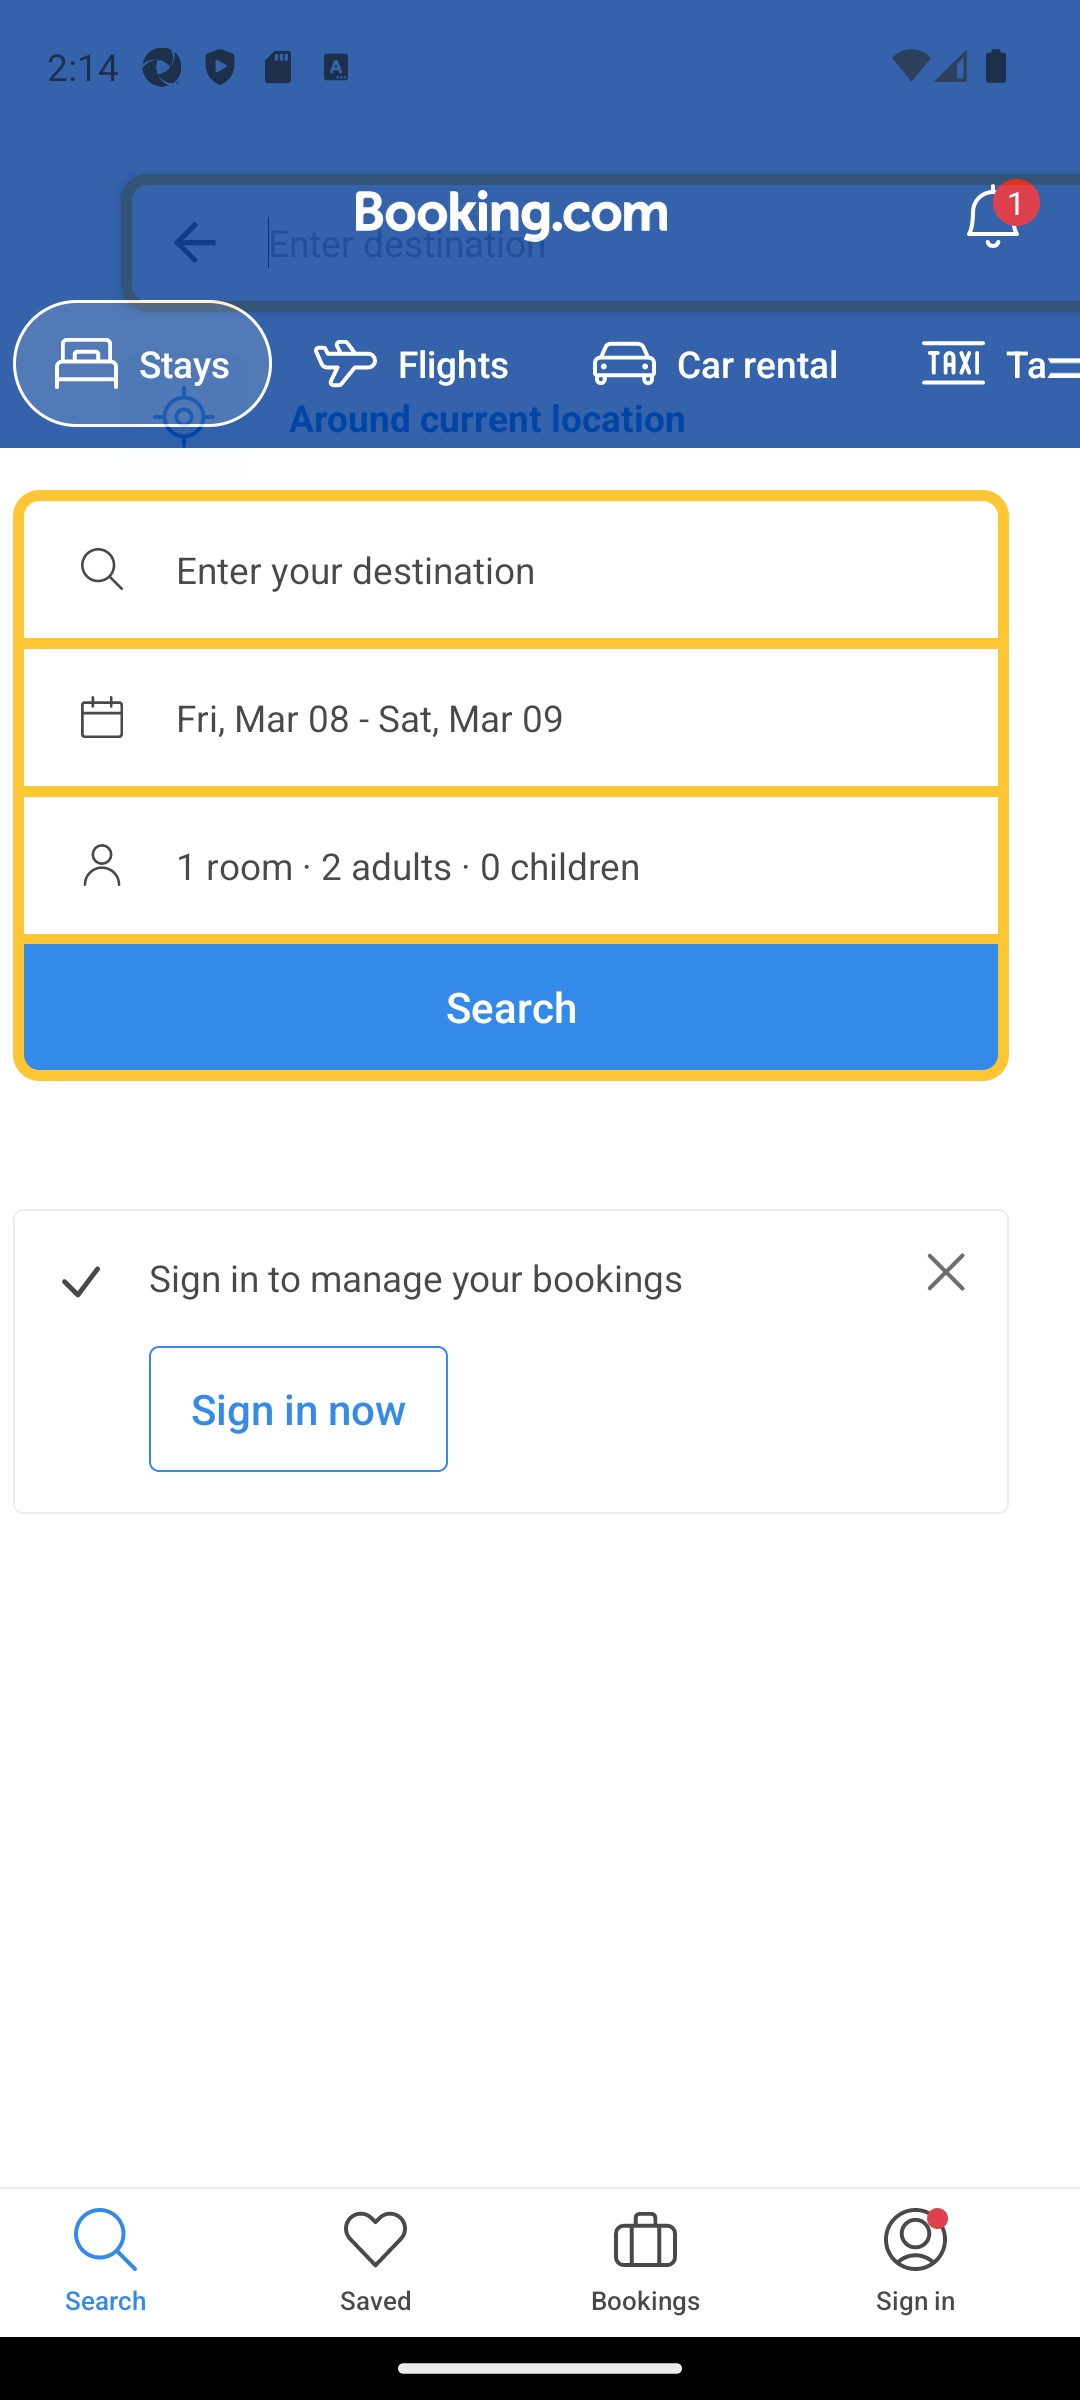 2:14
Booking.com
1
Enter destination
Stays
Flights
Car rental
TAXI
Ta
Around current location
Enter your destination
Fri, Mar 08 - Sat, Mar 09
1 room · 2 adults · 0 children
Search
Sign in to manage your bookings
Sign in now
Search
Saved
Bookings
Sign in